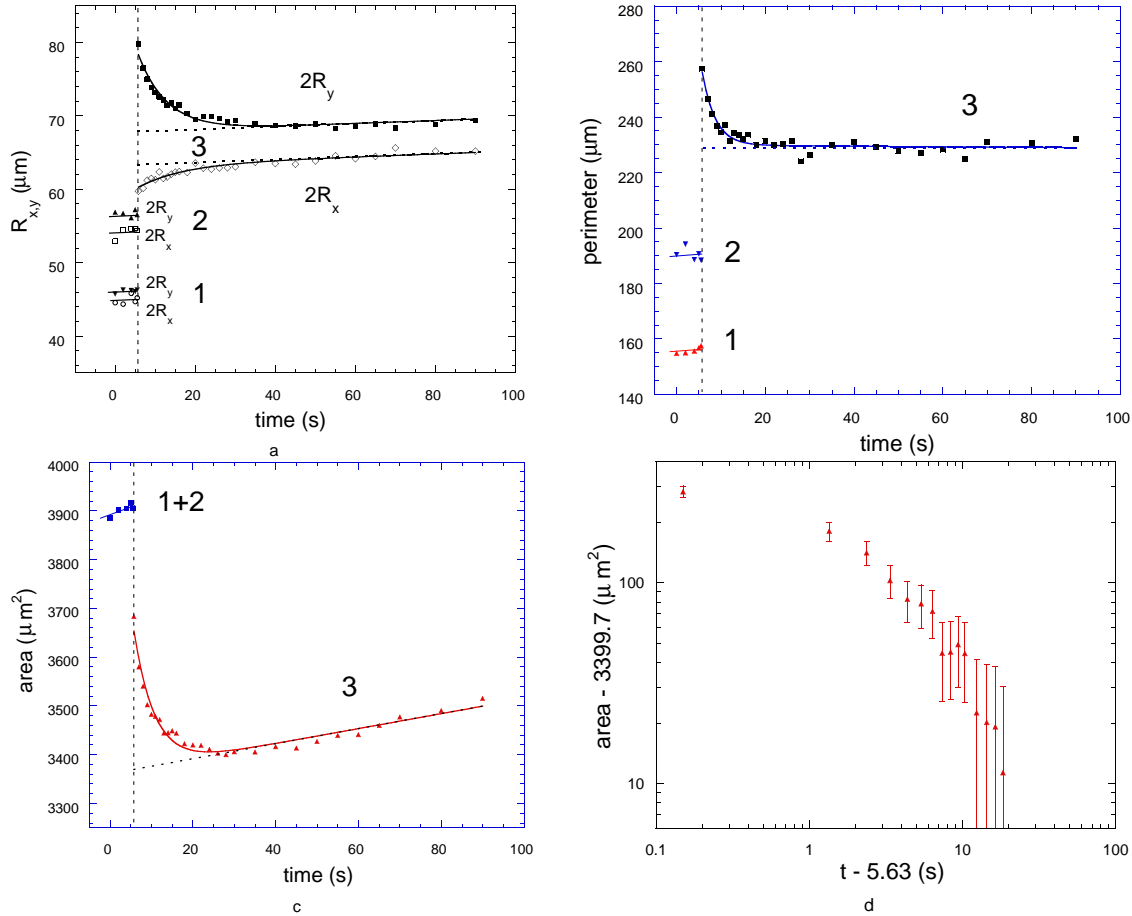 80
70
60
50
40
R_x,y (μm)
2R_y
3
2R_x
2R_y
2
2R_x
2R_y
1
2R_x
0 20 40 60 80 100
time (s)
a
280
260
240
220
200
180
160
140
perimeter (μm)
3
2
1
0 20 40 60 80 100
time (s)
4000
3900
3800
3700
3600
3500
3400
3300
area (μm²)
1+2
3
0 20 40 60 80 100
time (s)
c
100
10
area - 3399.7 (μm²)
0.1 1 10 100
t - 5.63 (s)
d